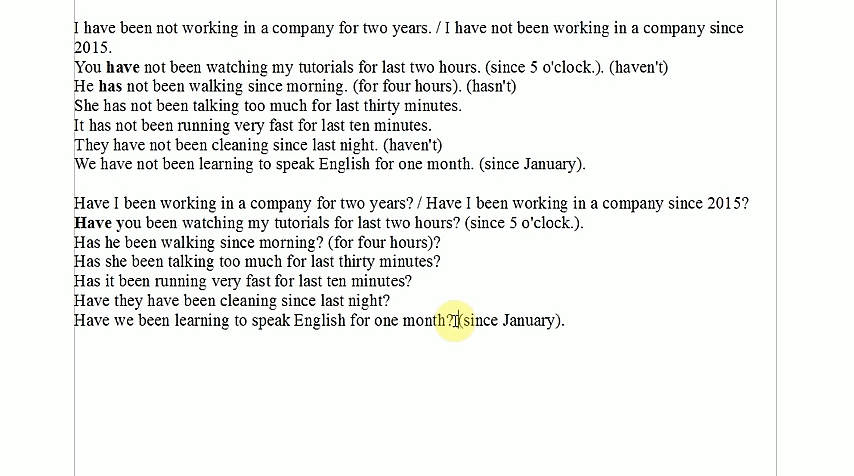 I have been not working in a company for two years. / I have not been working in a company since
2015.
You have not been watching my tutorials for last two hours. (since 5 o'clock.). (haven't)
He has not been walking since morning. (for four hours). (hasn't)
She has not been talking too much for last thirty minutes.
It has not been running very fast for last ten minutes.
They have not been cleaning since last night. (haven't)
We have not been learning to speak English for one month. (since January).
Have I been working in a company for two years? / Have I been working in a company since 2015?
Have you been watching my tutorials for last two hours? (since 5 o'clock.).
Has he been walking since morning? (for four hours)?
Has she been talking too much for last thirty minutes?
Has it been running very fast for last ten minutes?
Have they have been cleaning since last night?
Have we been learning to speak English for one month? (since January).